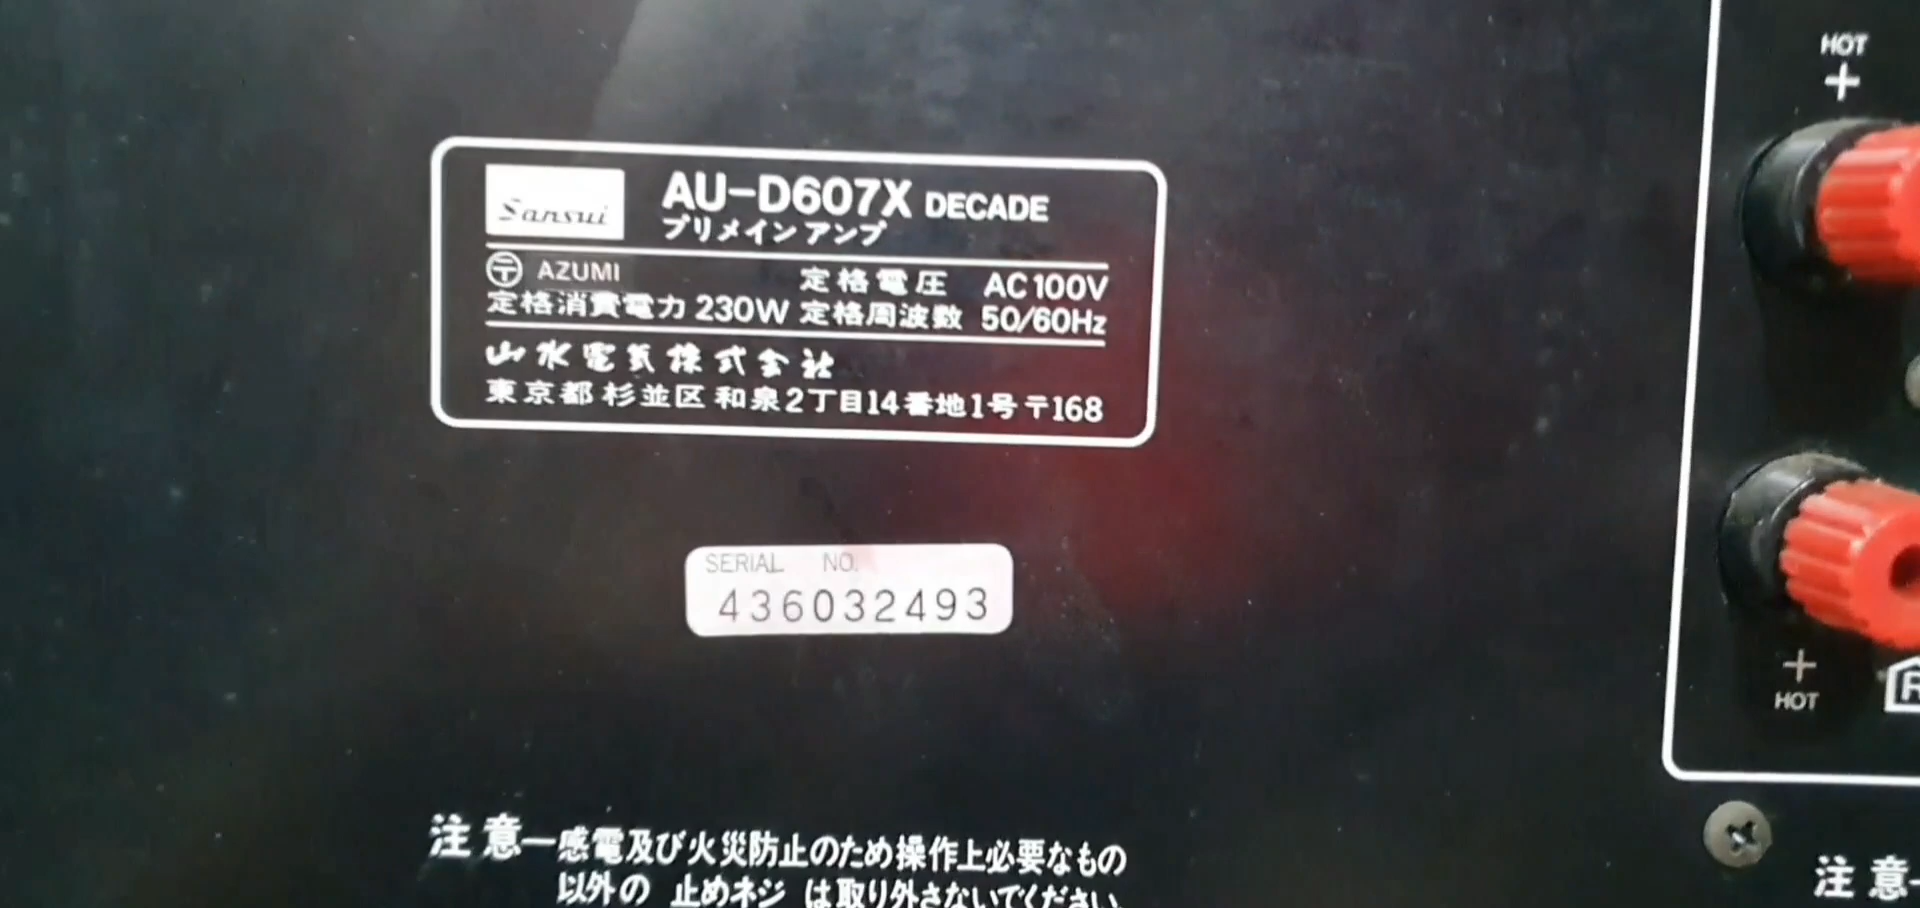 Sansui
AU-D607X DECADE
プリメインアンプ
〒 AZUMI 定格電圧 AC100V
定格消費電力 230W 定格周波数 50/60Hz
山水電気株式会社
東京都杉並区和泉2丁目14番地1号〒168
SERIAL NO.
436032493
注意—感電及び火災防止のため操作上必要なもの
以外の 止めネジ は取り外さないでください。
HOT
+
+
HOT
R
注意—